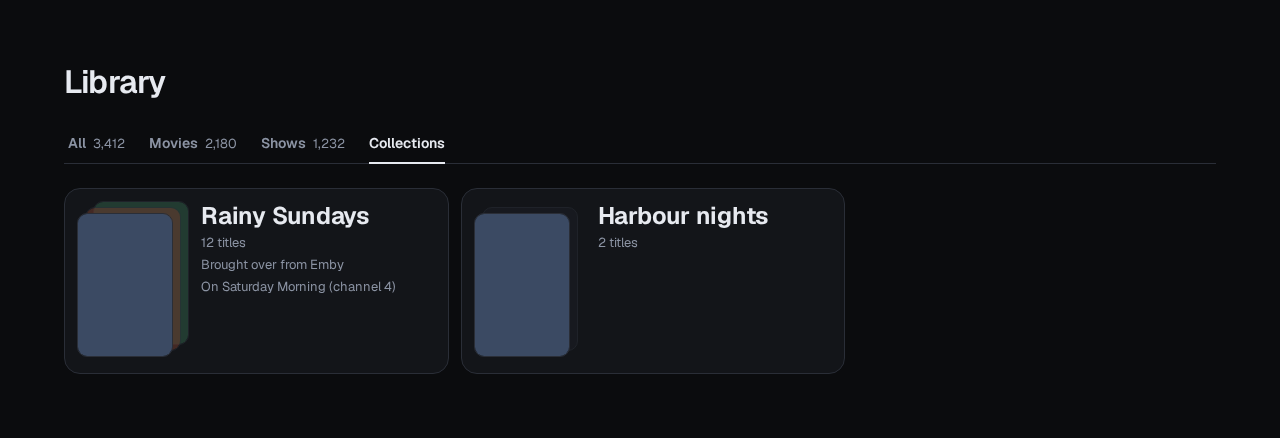 Library
All 3,412 Movies 2,180 Shows 1,232 Collections
Rainy Sundays
12 titles
Brought over from Emby
On Saturday Morning (channel 4)
Harbour nights
2 titles